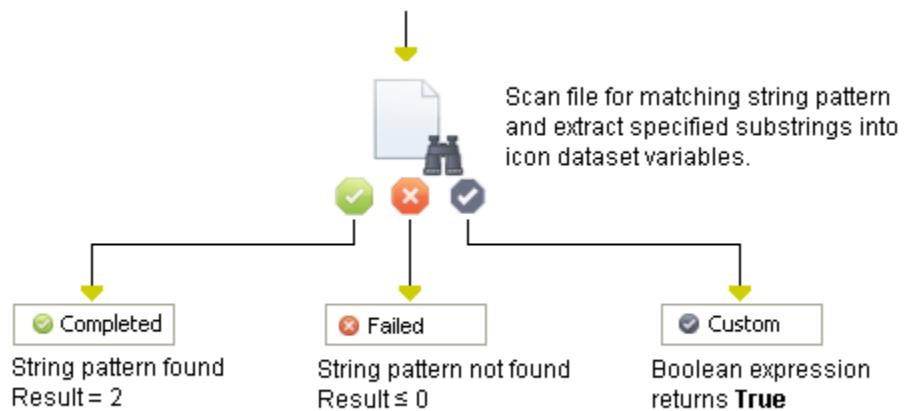 Scan file for matching string pattern
and extract specified substrings into
icon dataset variables.
Completed
Failed
Custom
String pattern found
Result = 2
String pattern not found
Result ≤ 0
Boolean expression
returns True